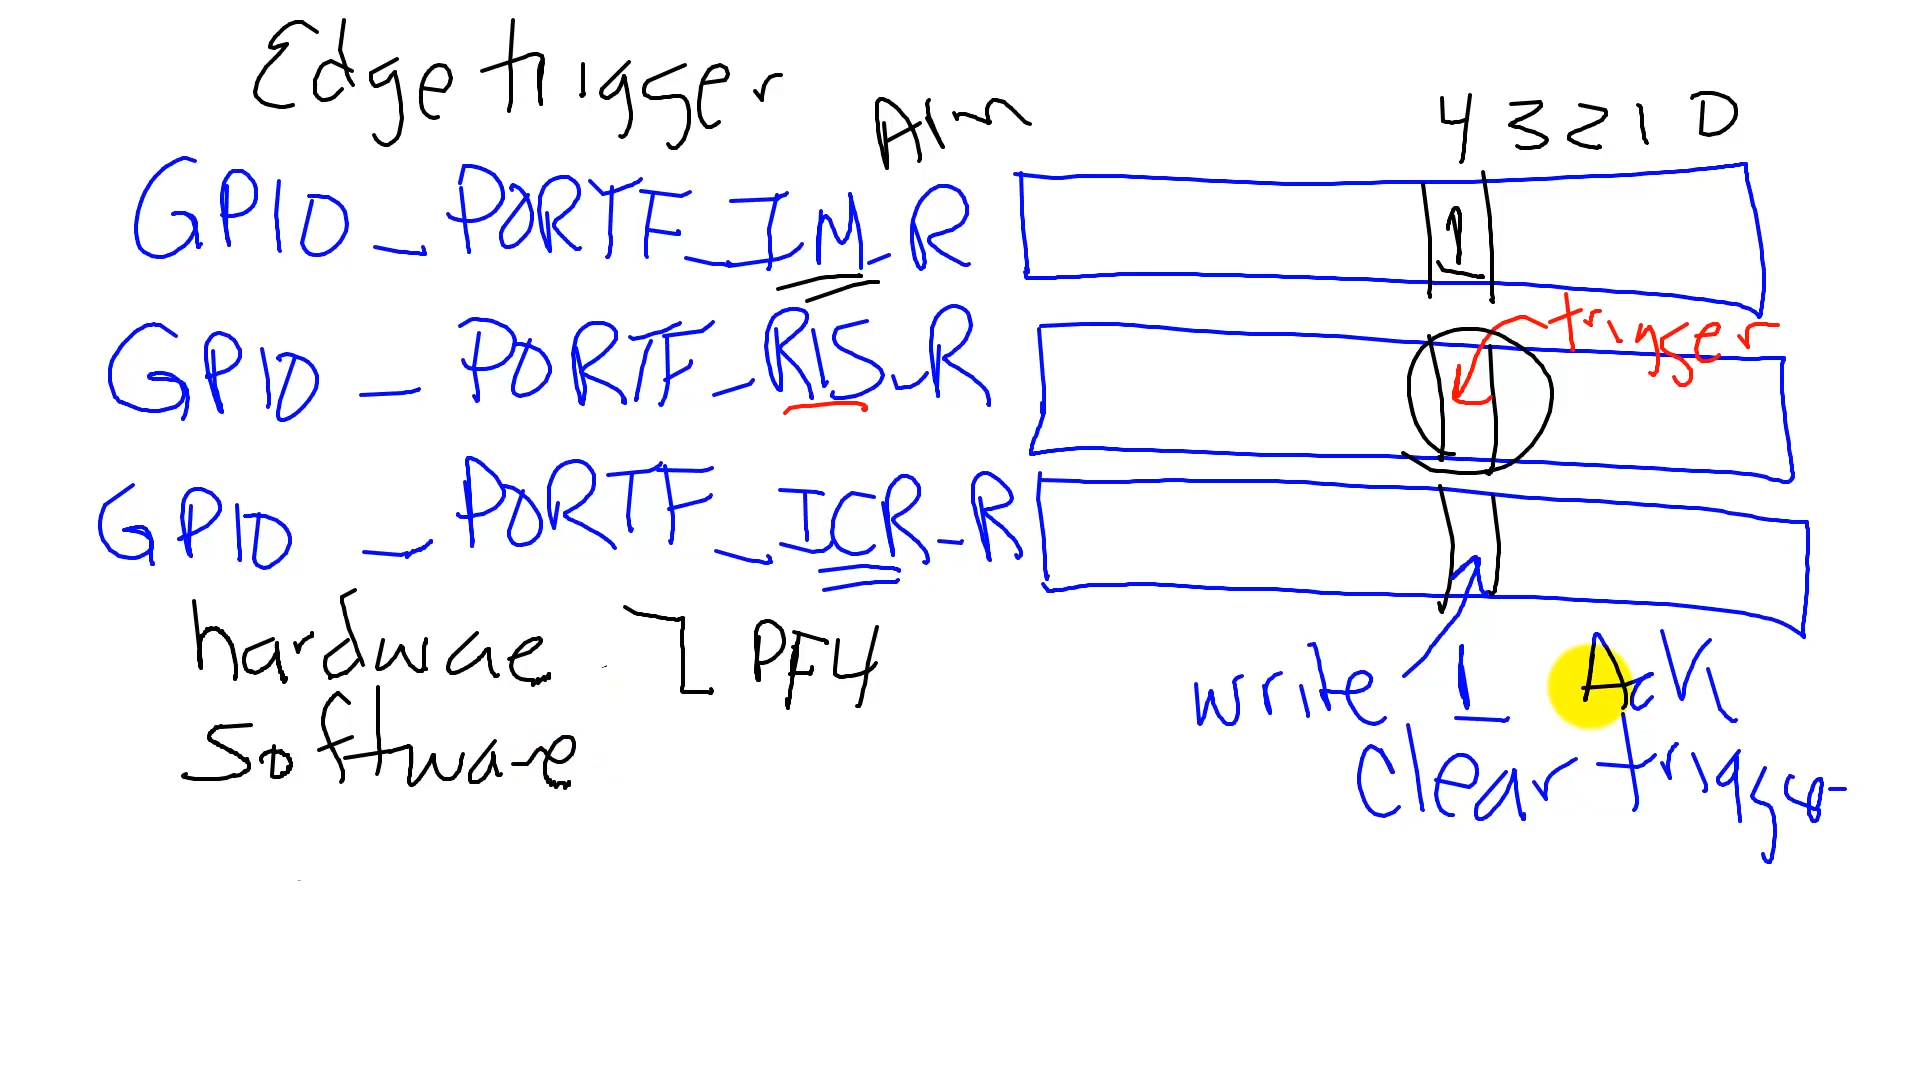 Edge trigger
Arm
4 3 2 1 0
GPIO_PORTF_IM_R
1
GPIO_PORTF_RIS_R
trigger
GPIO_PORTF_ICR_R
hardwae PF4
software
write 1 Ack
clear trigger